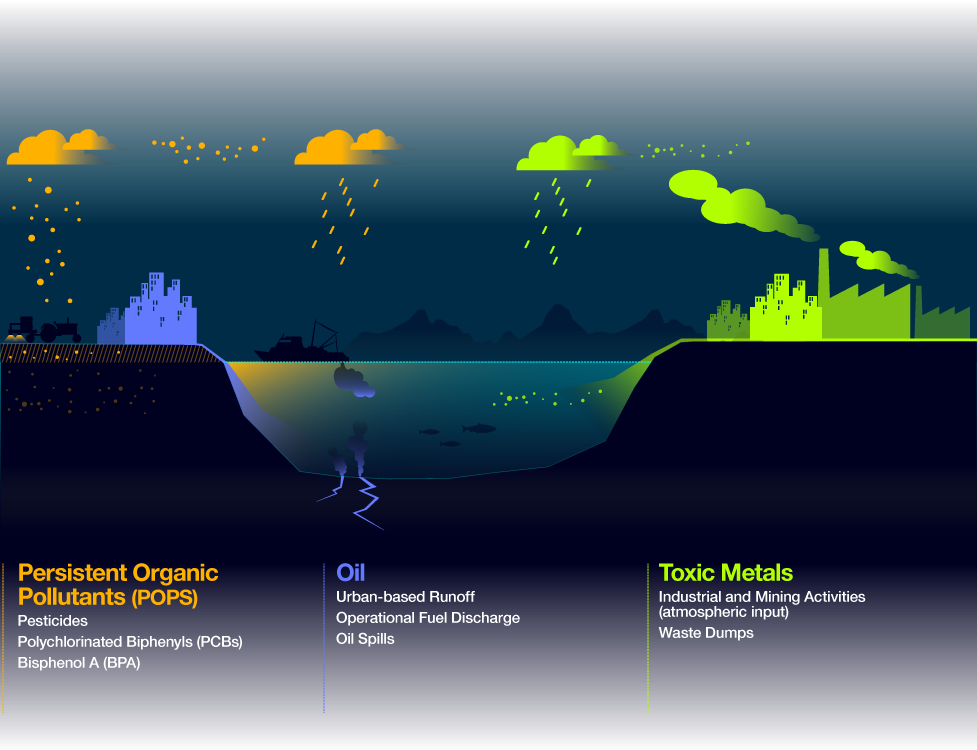 Persistent Organic
Pollutants (POPS)
Pesticides
Polychlorinated Biphenyls (PCBs)
Bisphenol A (BPA)
Oil
Urban-based Runoff
Operational Fuel Discharge
Oil Spills
Toxic Metals
Industrial and Mining Activities
(atmospheric input)
Waste Dumps